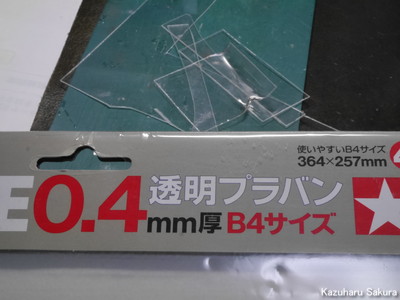 使いやすいB4サイズ
364×257mm
E0.4mm厚
透明プラバン
B4サイズ
Kazuharu Sakura